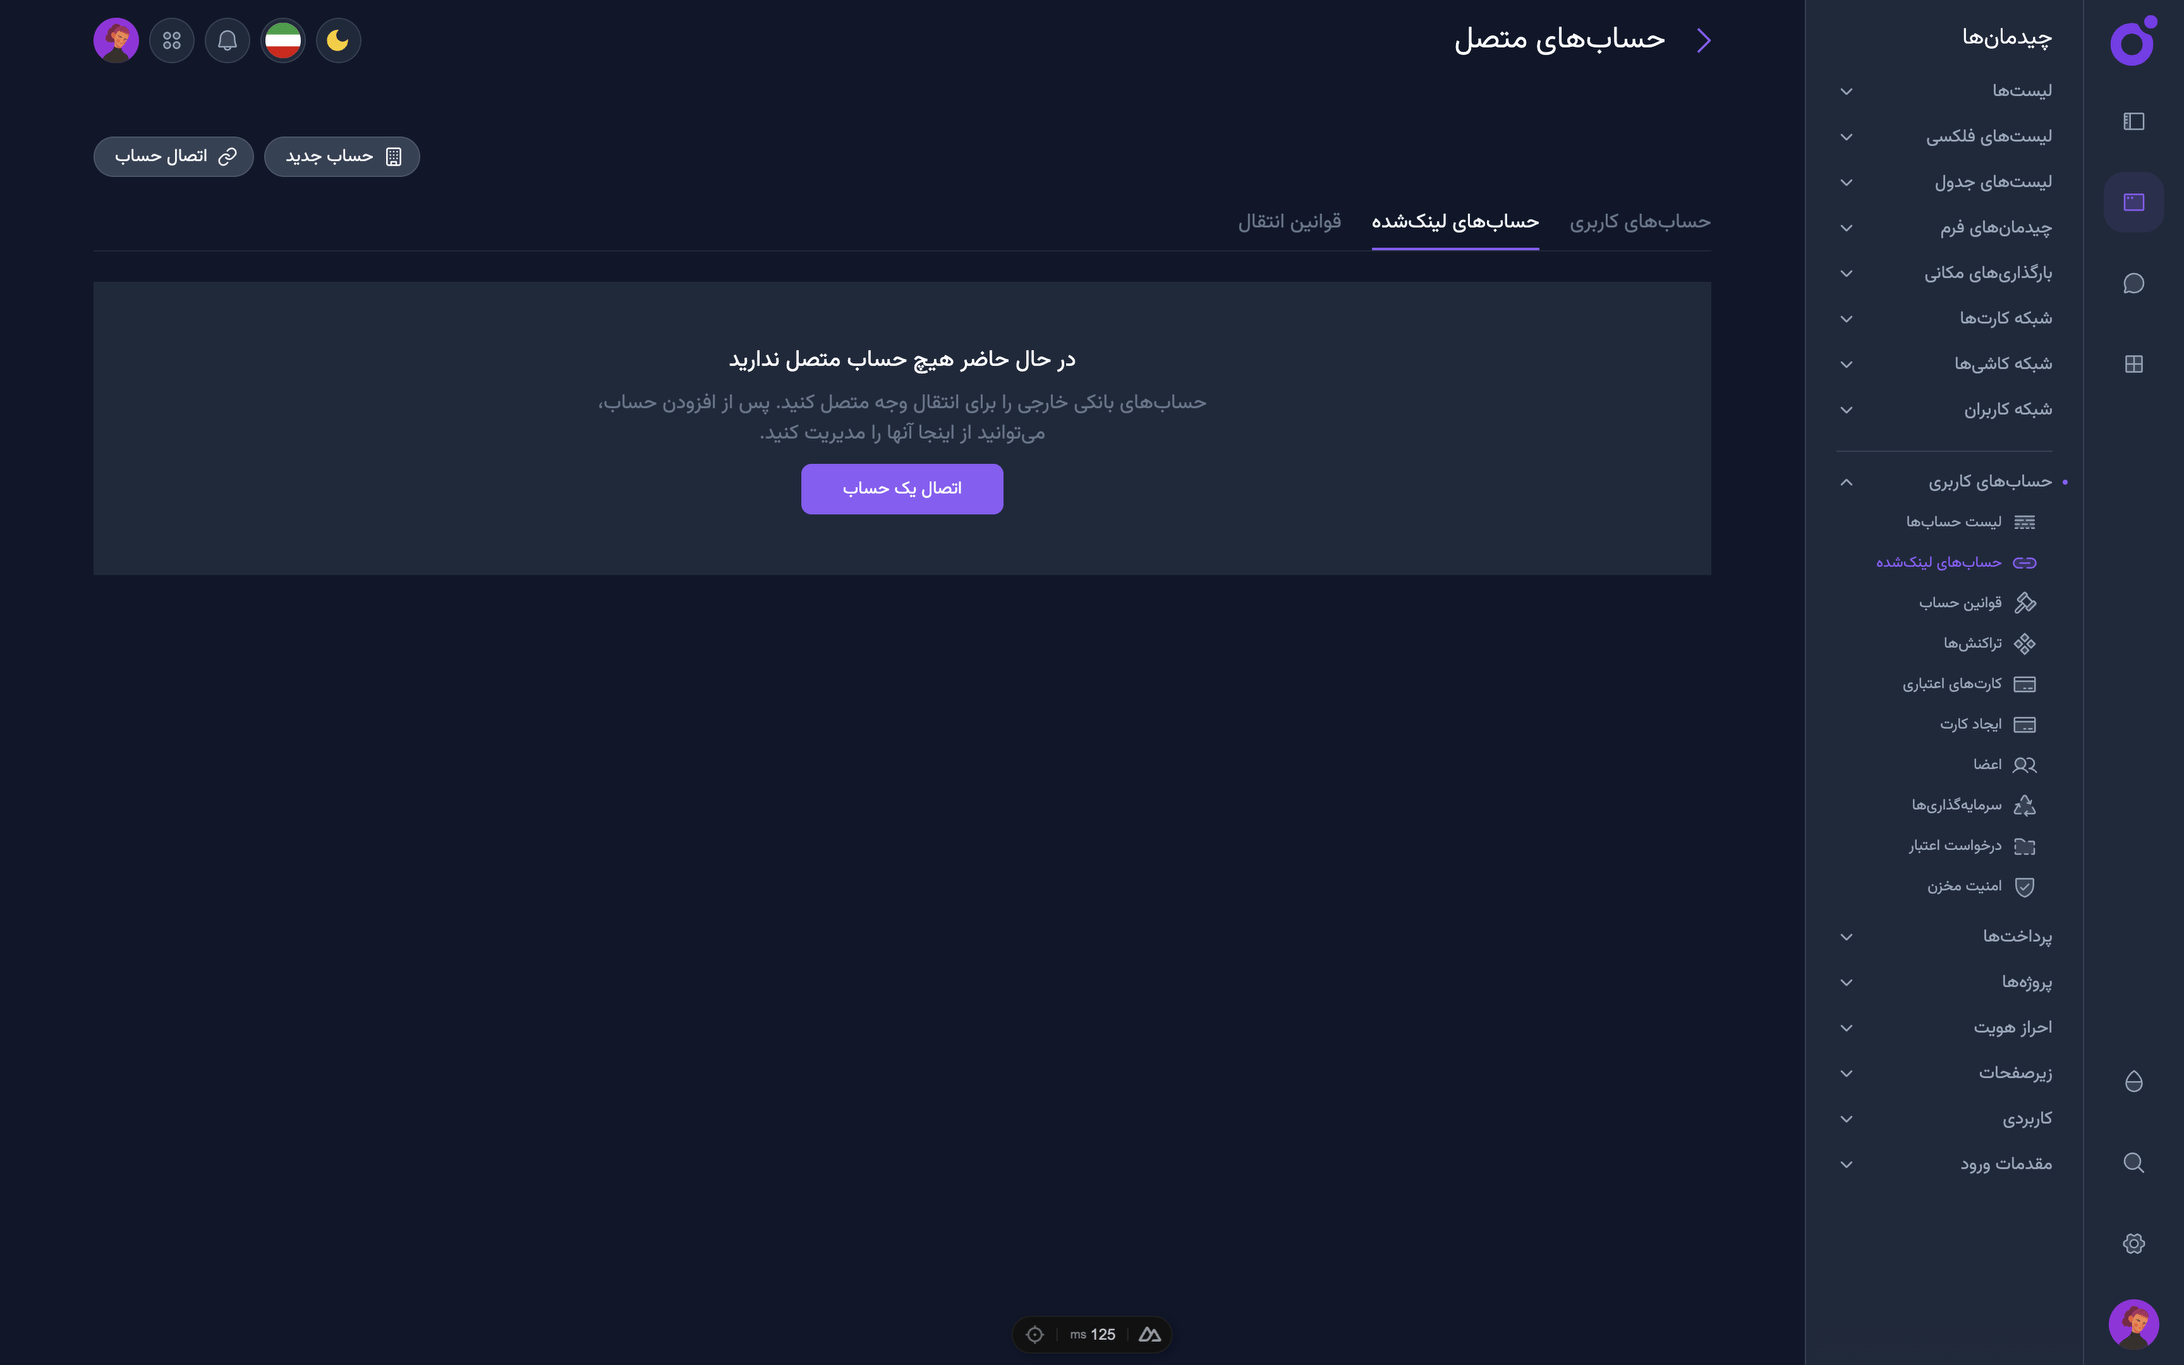 چیدمان‌ها
لیست‌ها
لیست‌های فلکسی
لیست‌های جدول
چیدمان‌های فرم
بارگذاری‌های مکانی
شبکه کارت‌ها
شبکه کاشی‌ها
شبکه کاربران
حساب‌های کاربری
لیست حساب‌ها
حساب‌های لینک‌شده
قوانین حساب
تراکنش‌ها
کارت‌های اعتباری
ایجاد کارت
اعضا
سرمایه‌گذاری‌ها
درخواست اعتبار
امنیت مخزن
پرداخت‌ها
پروژه‌ها
احراز هویت
زیرصفحات
کاربردی
مقدمات ورود
حساب‌های متصل
حساب جدید
اتصال حساب
حساب‌های کاربری
حساب‌های لینک‌شده
قوانین انتقال
در حال حاضر هیچ حساب متصل ندارید
حساب‌های بانکی خارجی را برای انتقال وجه متصل کنید. پس از افزودن حساب،
می‌توانید از اینجا آنها را مدیریت کنید.
اتصال یک حساب
125 ms